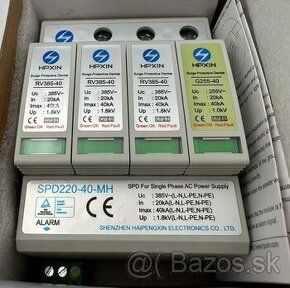 HPXIN
HPXIN
HPXIN
HPXIN
Surge Protective Device
Surge Protective Device
Surge Protective Device
Surge Protective Device
RV385-40
RV385-40
RV385-40
G255-40
Uc: 385V~
In: 20kA
Imax: 40kA
Up: 1.8kV
Uc: 385V~
In: 20kA
Imax: 40kA
Up: 1.8kV
Uc: 385V~
In: 20kA
Imax: 40kA
Up: 1.8kV
Uc: 255V~
In: 20kA
Imax: 40kA
Up: 1.0kV
CE
CE
CE
CE
Green:OK Red:Fault
Green:OK Red:Fault
Green:OK Red:Fault
Green:OK Red:Fault
SPD220-40-MH
SPD For Single Phase AC Power Supply
Uc: 385V~(L-N,L-PE,N-PE)
In: 20kA(L-N,L-PE,N-PE)
Imax: 40kA(L-N,L-PE,N-PE)
Up: 1.8kV(L-N,L-PE,N-PE)
CE
ALARM
SHENZHEN HAIPENGXIN ELECTRONICS CO., LTD
Bazos.sk